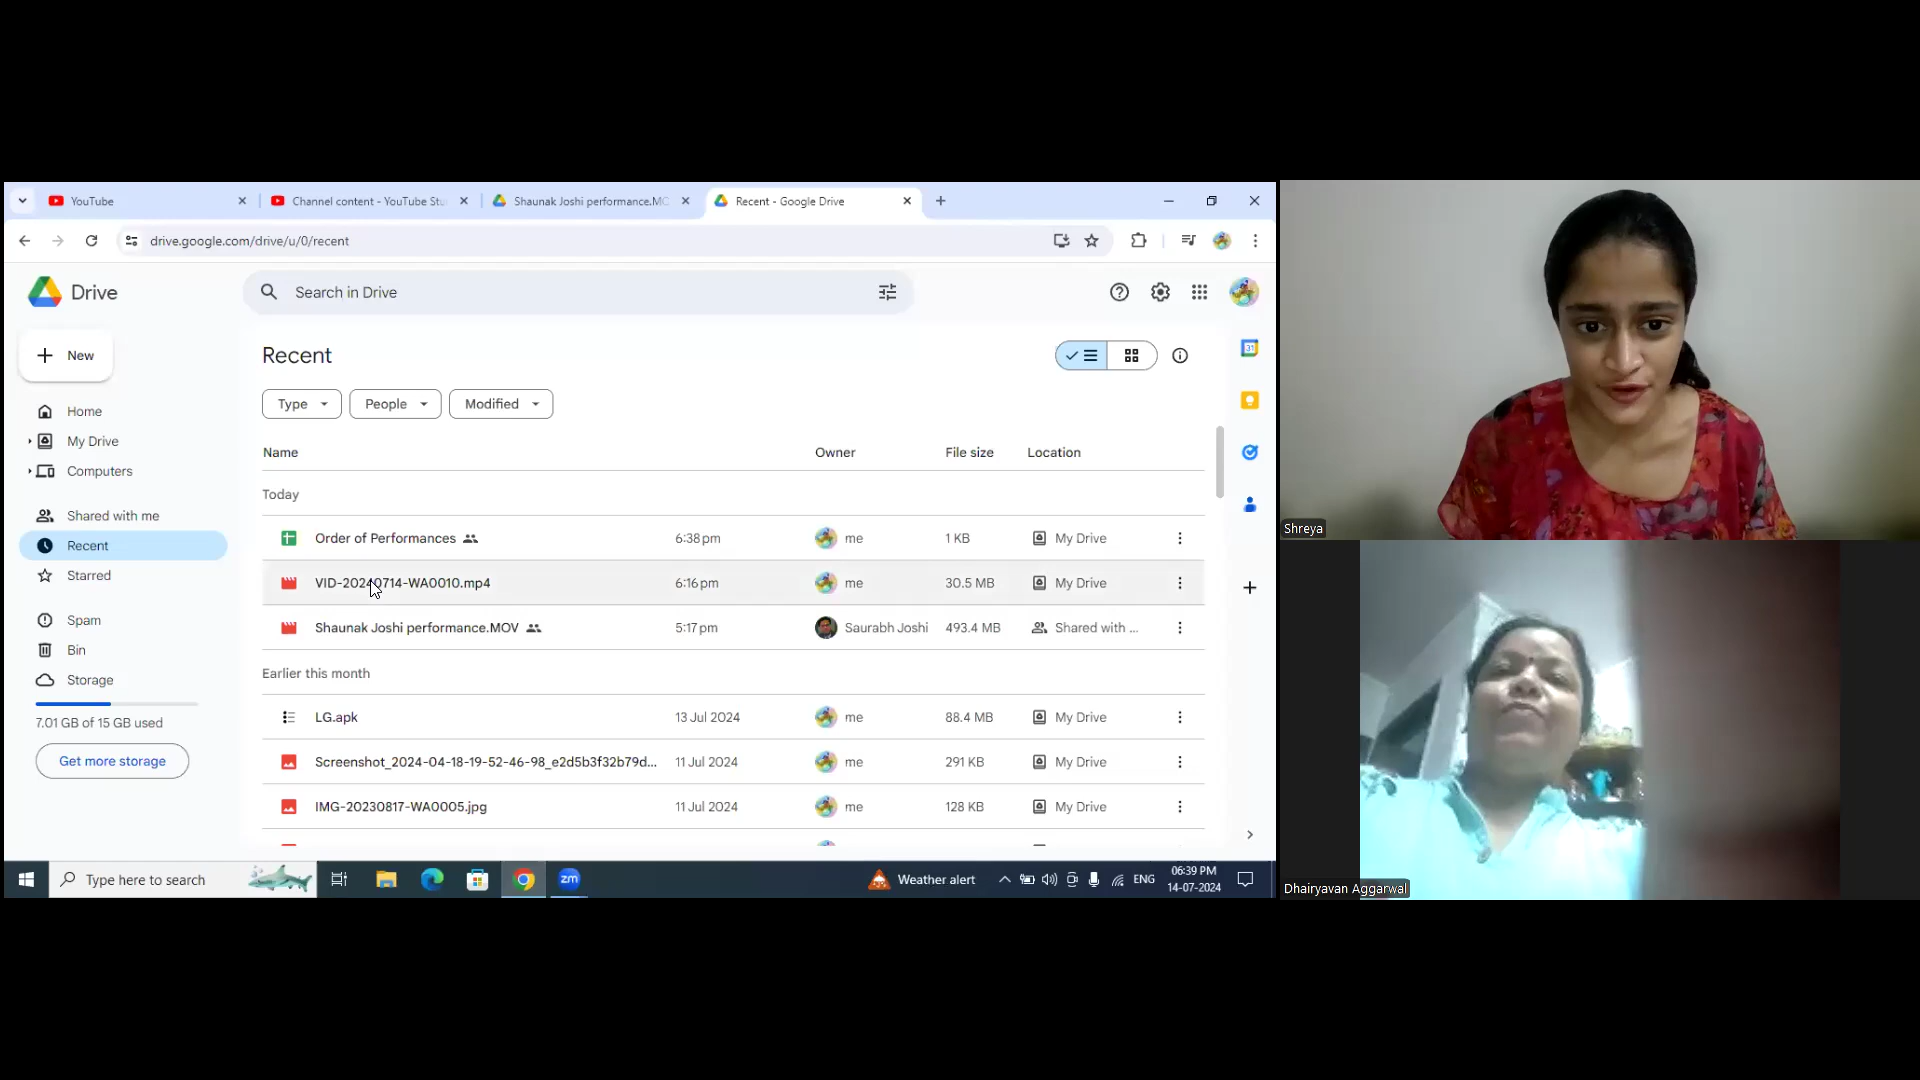 YouTube
Channel content - YouTube Stu
Shaunak Joshi performance.MO
Recent - Google Drive
drive.google.com/drive/u/0/recent
Drive
Search in Drive
New
Recent
Type
People
Modified
Home
My Drive
Computers
Shared with me
Recent
Starred
Spam
Bin
Storage
7.01 GB of 15 GB used
Get more storage
Name Owner File size Location
Today
Order of Performances 6:38 pm me 1 KB My Drive
VID-20240714-WA0010.mp4 6:16 pm me 30.5 MB My Drive
Shaunak Joshi performance.MOV 5:17 pm Saurabh Joshi 493.4 MB Shared with ...
Earlier this month
LG.apk 13 Jul 2024 me 88.4 MB My Drive
Screenshot_2024-04-18-19-52-46-98_e2d5b3f32b79d... 11 Jul 2024 me 291 KB My Drive
IMG-20230817-WA0005.jpg 11 Jul 2024 me 128 KB My Drive
31
Type here to search
zm
Weather alert
ENG
06:39 PM
14-07-2024
Shreya
Dhairyavan Aggarwal